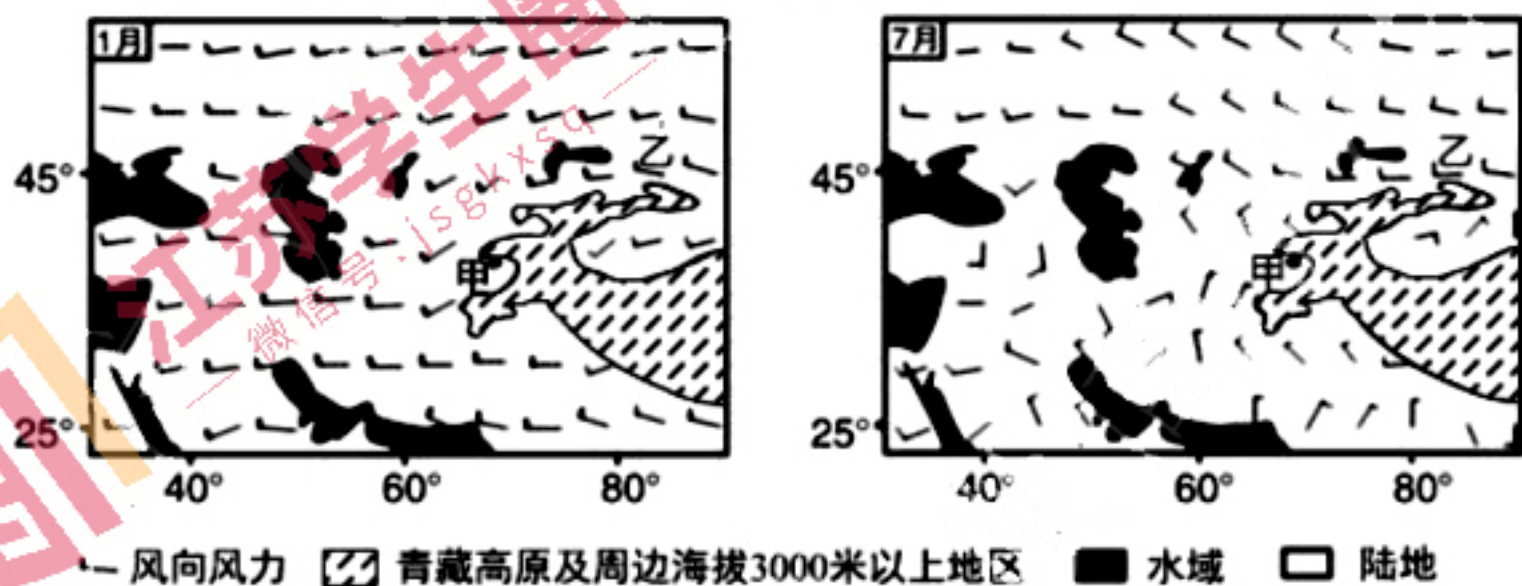 1月
7月
45°
乙
甲
25°
40°
60°
80°
45°
乙
甲
25°
40°
60°
80°
风向风力
青藏高原及周边海拔3000米以上地区
水域
陆地
江苏学生圈
微信号:jsgkxsq